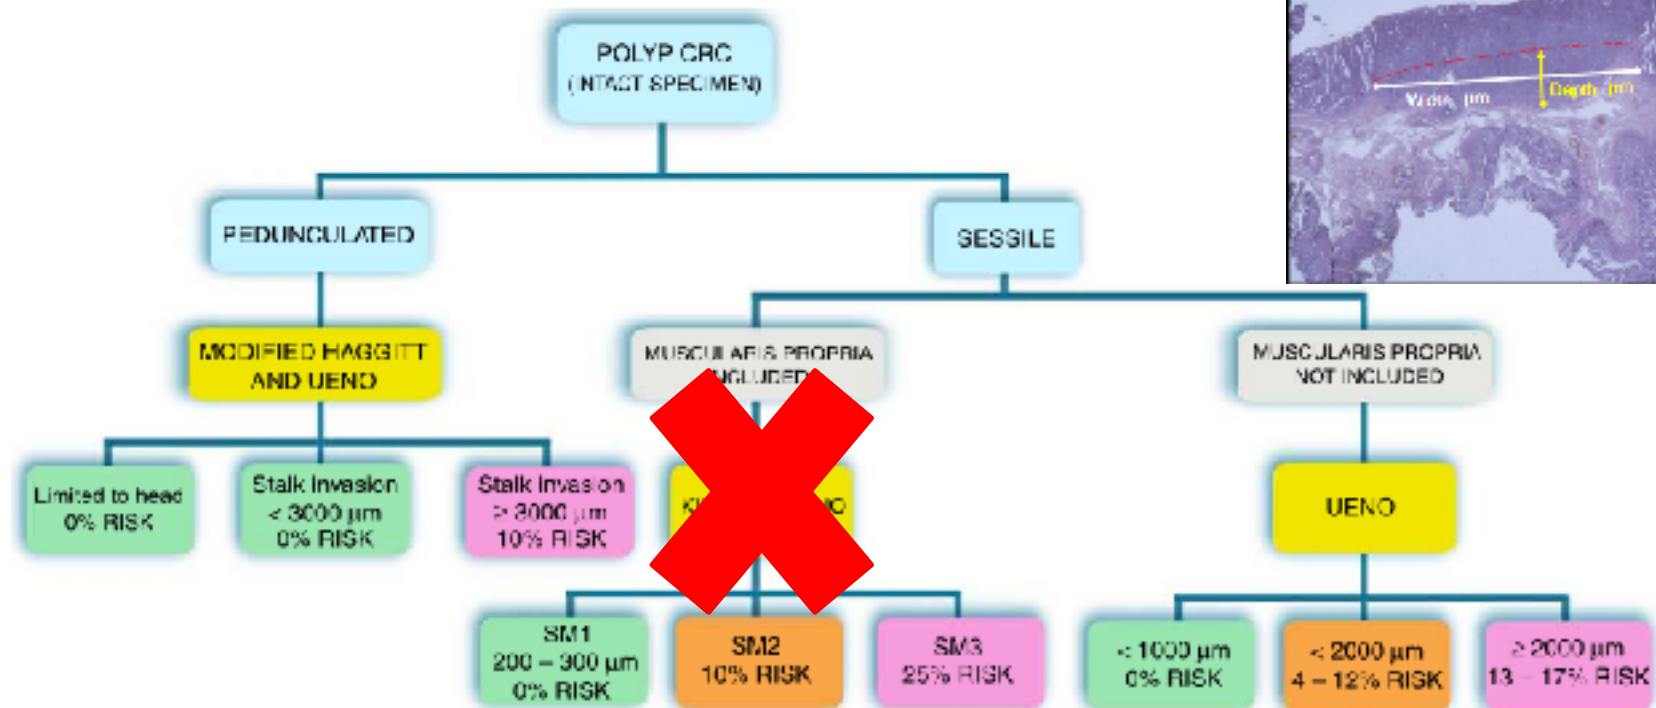 POLYP CRC
(INTACT SPECIMEN)
Width, µm
Depth, µm
PEDUNCULATED
SESSILE
MODIFIED HAGGITT
AND UENO
MUSCULARIS PROPRIA
INCLUDED
MUSCULARIS PROPRIA
NOT INCLUDED
Limited to head
0% RISK
Stalk Invasion
< 3000 µm
0% RISK
Stalk Invasion
≥ 3000 µm
10% RISK
UENO
SM1
200 – 300 µm
0% RISK
SM2
10% RISK
SM3
25% RISK
< 1000 µm
0% RISK
< 2000 µm
4 – 12% RISK
≥ 2000 µm
13 – 17% RISK